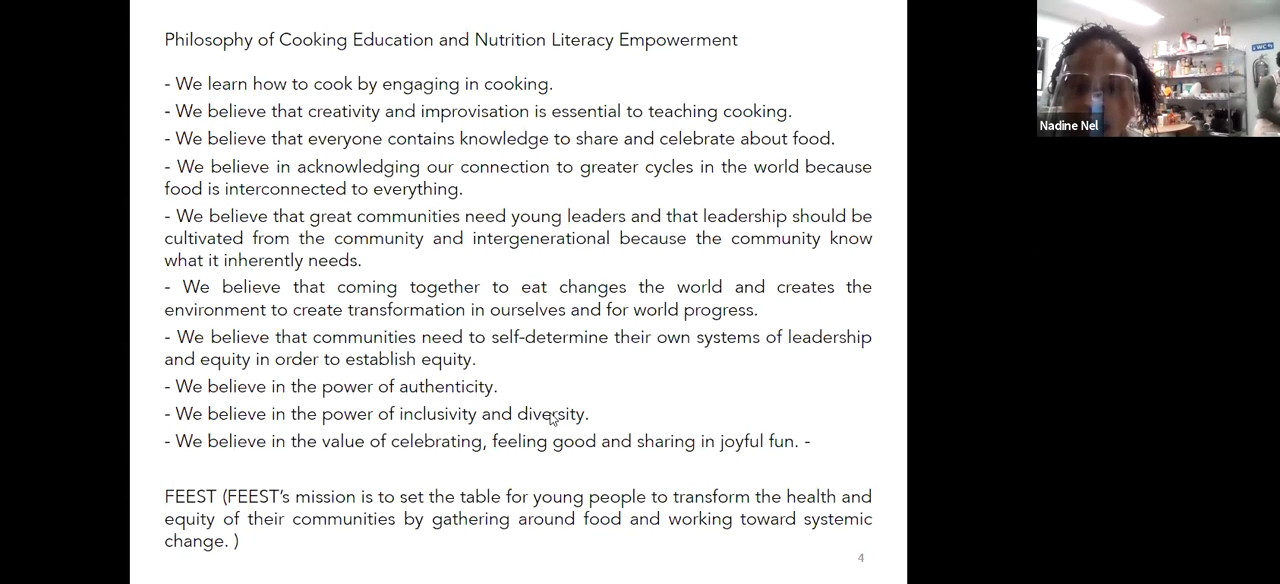 Philosophy of Cooking Education and Nutrition Literacy Empowerment
- We learn how to cook by engaging in cooking.
- We believe that creativity and improvisation is essential to teaching cooking.
- We believe that everyone contains knowledge to share and celebrate about food.
- We believe in acknowledging our connection to greater cycles in the world because
food is interconnected to everything.
- We believe that great communities need young leaders and that leadership should be
cultivated from the community and intergenerational because the community know
what it inherently needs.
- We believe that coming together to eat changes the world and creates the
environment to create transformation in ourselves and for world progress.
- We believe that communities need to self-determine their own systems of leadership
and equity in order to establish equity.
- We believe in the power of authenticity.
- We believe in the power of inclusivity and diversity.
- We believe in the value of celebrating, feeling good and sharing in joyful fun. -
FEEST (FEEST's mission is to set the table for young people to transform the health and
equity of their communities by gathering around food and working toward systemic
change. )
4
Nadine Nel
WC